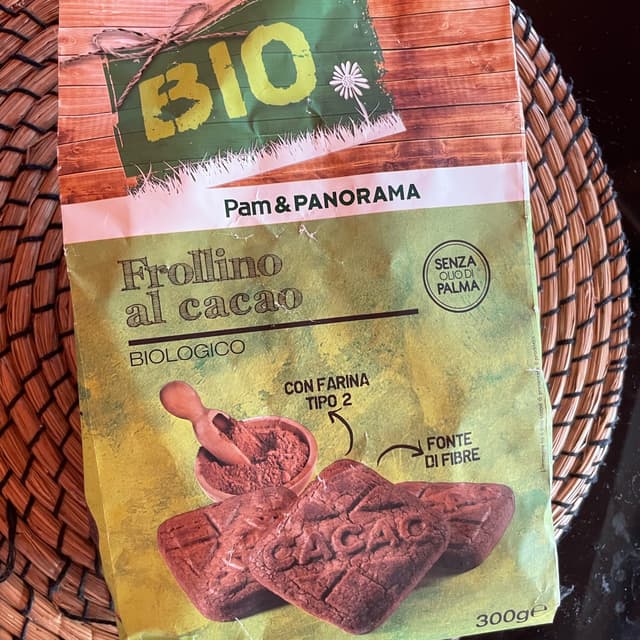 BIO
Pam & PANORAMA
Frollino
al cacao
BIOLOGICO
SENZA
OLIO DI
PALMA
CON FARINA
TIPO 2
FONTE
DI FIBRE
CACAO
300g℮